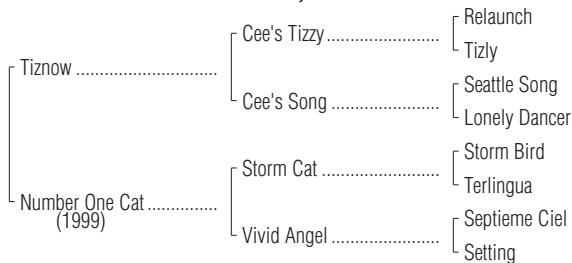 Relaunch
Cee's Tizzy ........................
Tizly
Tiznow ..............................
Seattle Song
Cee's Song .......................
Lonely Dancer
Storm Bird
Storm Cat .........................
Terlingua
Number One Cat ...............
(1999)
Septieme Ciel
Vivid Angel .......................
Setting